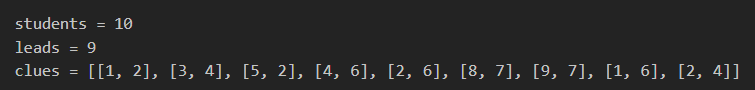 students = 10
leads = 9
clues = [[1, 2], [3, 4], [5, 2], [4, 6], [2, 6], [8, 7], [9, 7], [1, 6], [2, 4]]